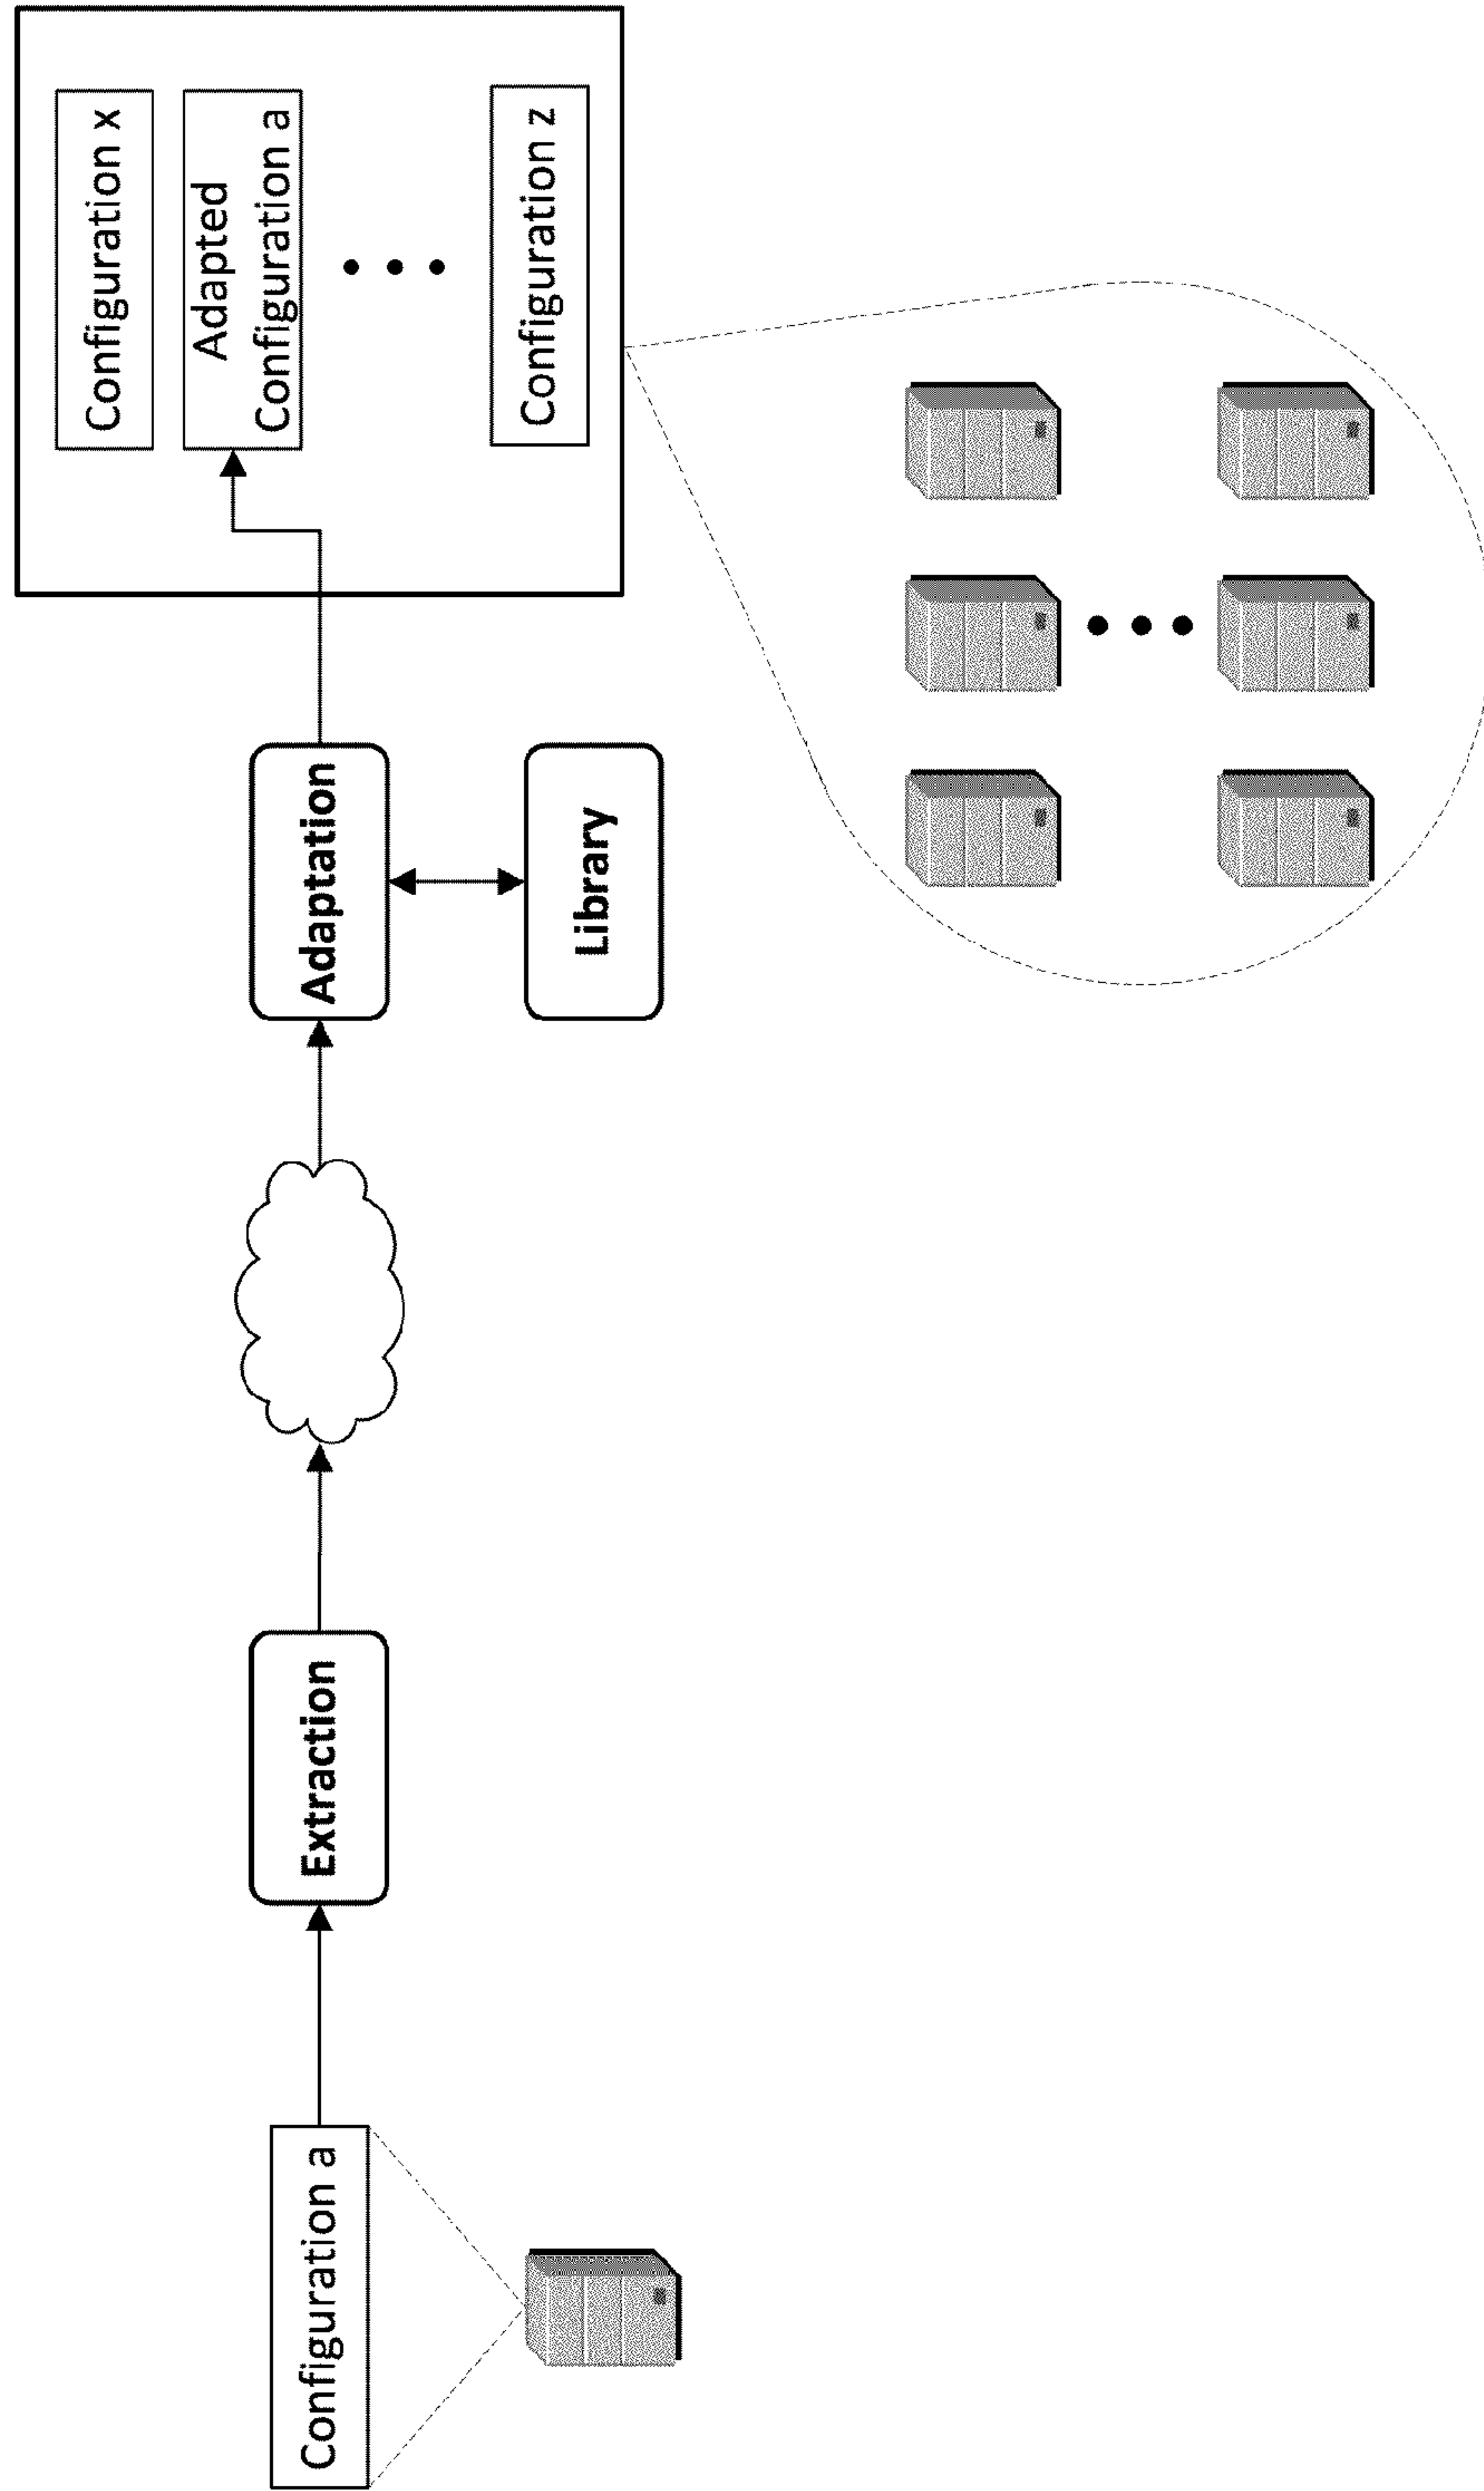 Configuration a
Extraction
Adaptation
Library
Configuration x
Adapted
Configuration a
Configuration z